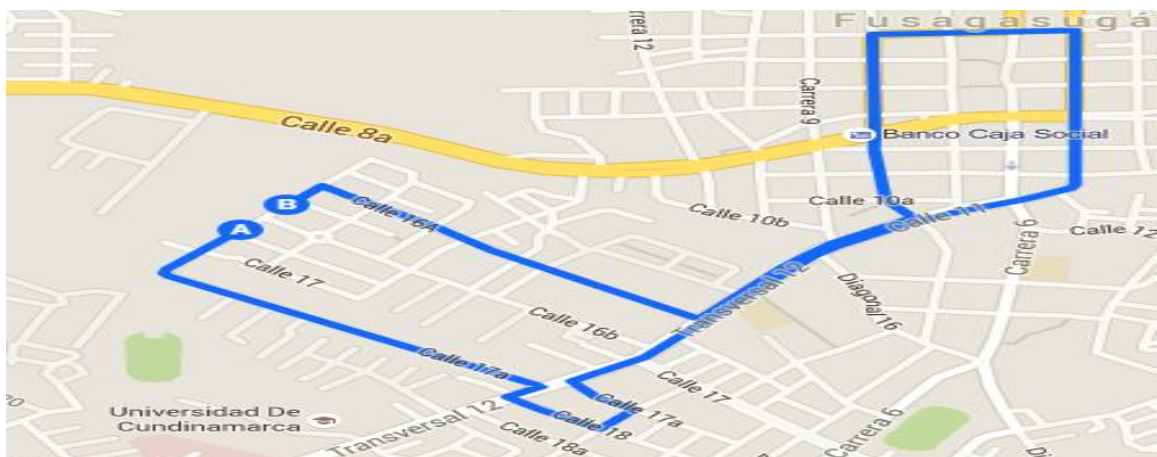 Fusagasugá
rrera 12
Carrera 9
Calle 8a
Banco Caja Social
B
A
Calle 16A
Calle 10a
Calle 10b
Calle 11
Calle 12
Carrera 6
Calle 17
Transversal 12
Diagonal 16
Calle 16b
Calle 17a
Calle 17
Universidad De
Cundinamarca
Transversal 12
Calle 18
Calle 17a
Calle 18a
Carrera 6